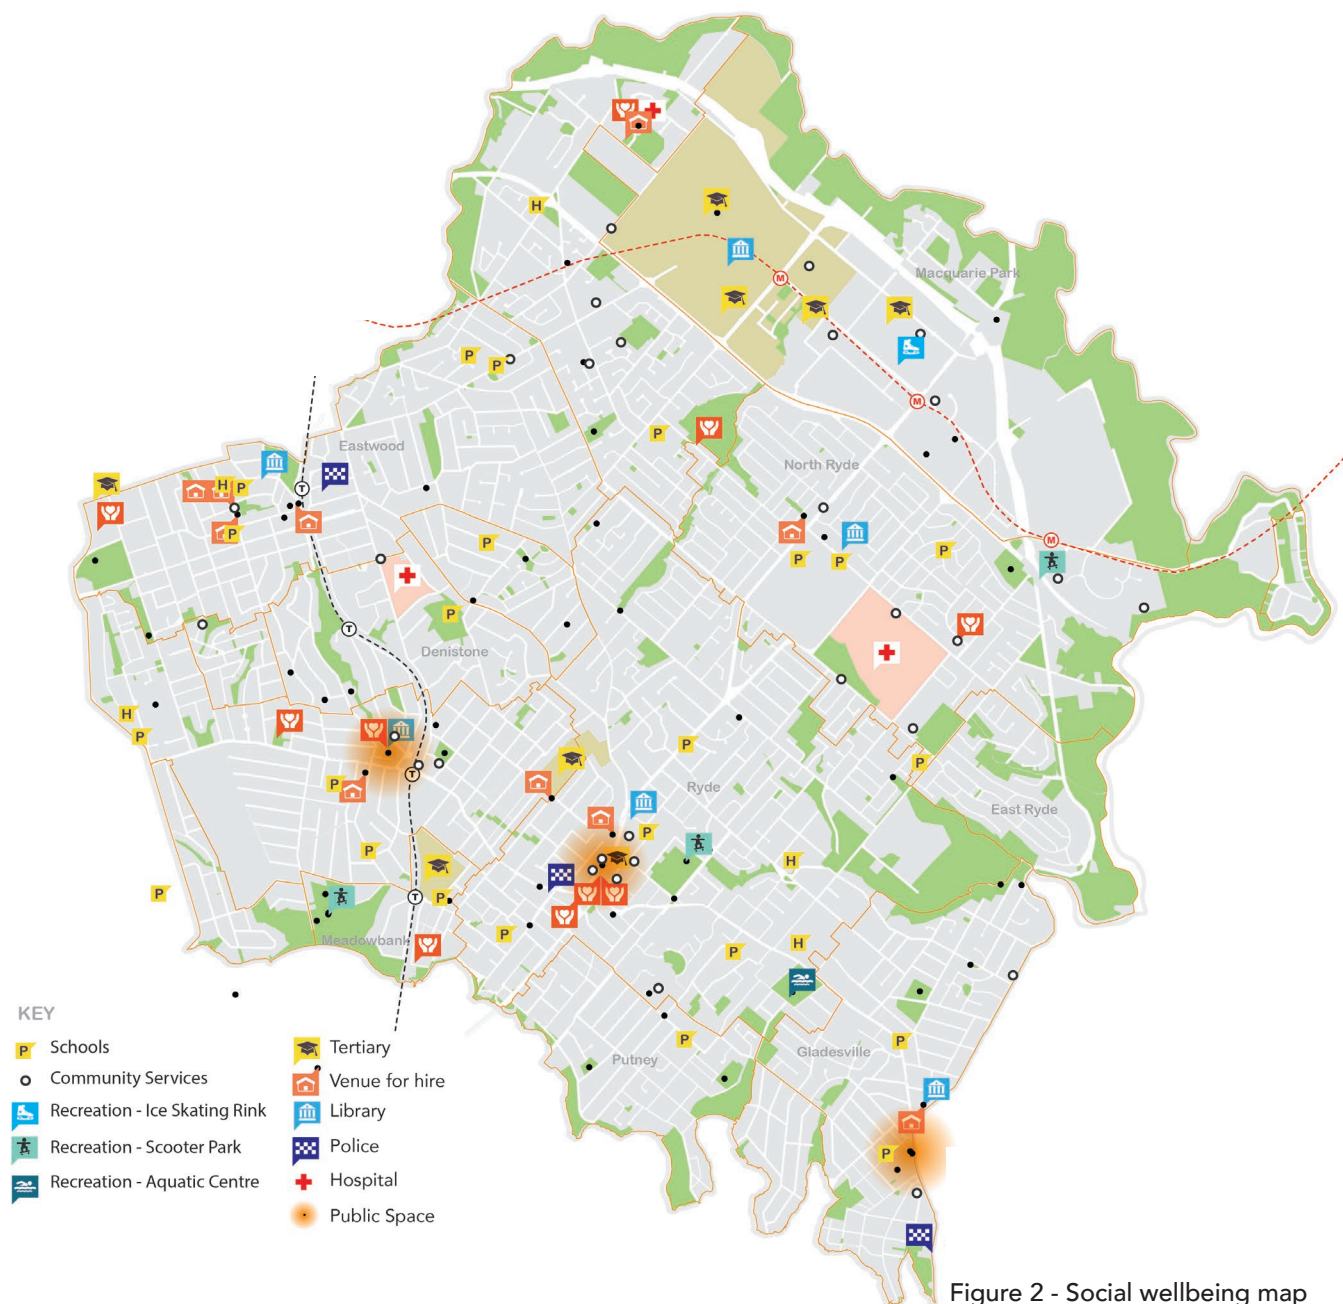 H
M
Macquarie Park
P
P
Eastwood
P
M
North Ryde
H
P
T
P
P
P
P
P
M
P
T
Denistone
H
P
P
P
T
P
Ryde
East Ryde
P
P
H
P
P
T
P
Meadowbank
P
H
P
P
Putney
Gladesville
P
P
KEY
P Schools
Community Services
Recreation - Ice Skating Rink
Recreation - Scooter Park
Recreation - Aquatic Centre
Tertiary
Venue for hire
Library
Police
Hospital
Public Space
Figure 2 - Social wellbeing map